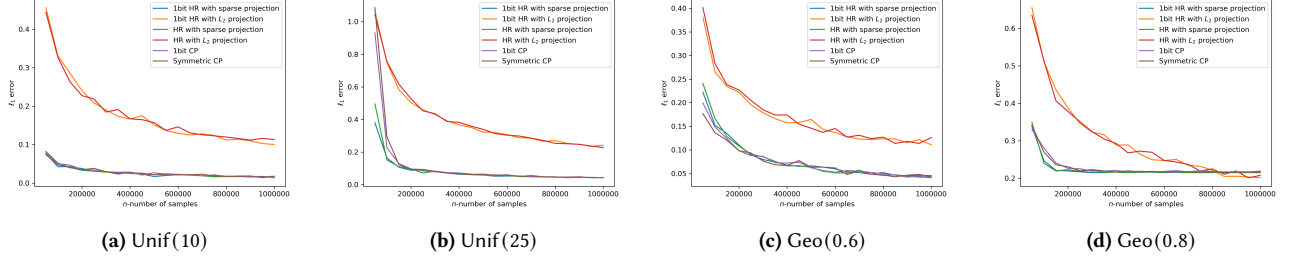 0.4
0.3
0.2
0.1
0.0
ℓ1 error
1bit HR with sparse projection
1bit HR with L2 projection
HR with sparse projection
HR with L2 projection
1bit CP
Symmetric CP
200000 400000 600000 800000 1000000
n-number of samples
(a) Unif(10)
1.0
0.8
0.6
0.4
0.2
0.0
ℓ1 error
1bit HR with sparse projection
1bit HR with L2 projection
HR with sparse projection
HR with L2 projection
1bit CP
Symmetric CP
200000 400000 600000 800000 1000000
n-number of samples
(b) Unif(25)
0.40
0.35
0.30
0.25
0.20
0.15
0.10
0.05
ℓ1 error
1bit HR with sparse projection
1bit HR with L2 projection
HR with sparse projection
HR with L2 projection
1bit CP
Symmetric CP
200000 400000 600000 800000 1000000
n-number of samples
(c) Geo(0.6)
0.6
0.5
0.4
0.3
0.2
ℓ1 error
1bit HR with sparse projection
1bit HR with L2 projection
HR with sparse projection
HR with L2 projection
1bit CP
Symmetric CP
200000 400000 600000 800000 1000000
n-number of samples
(d) Geo(0.8)